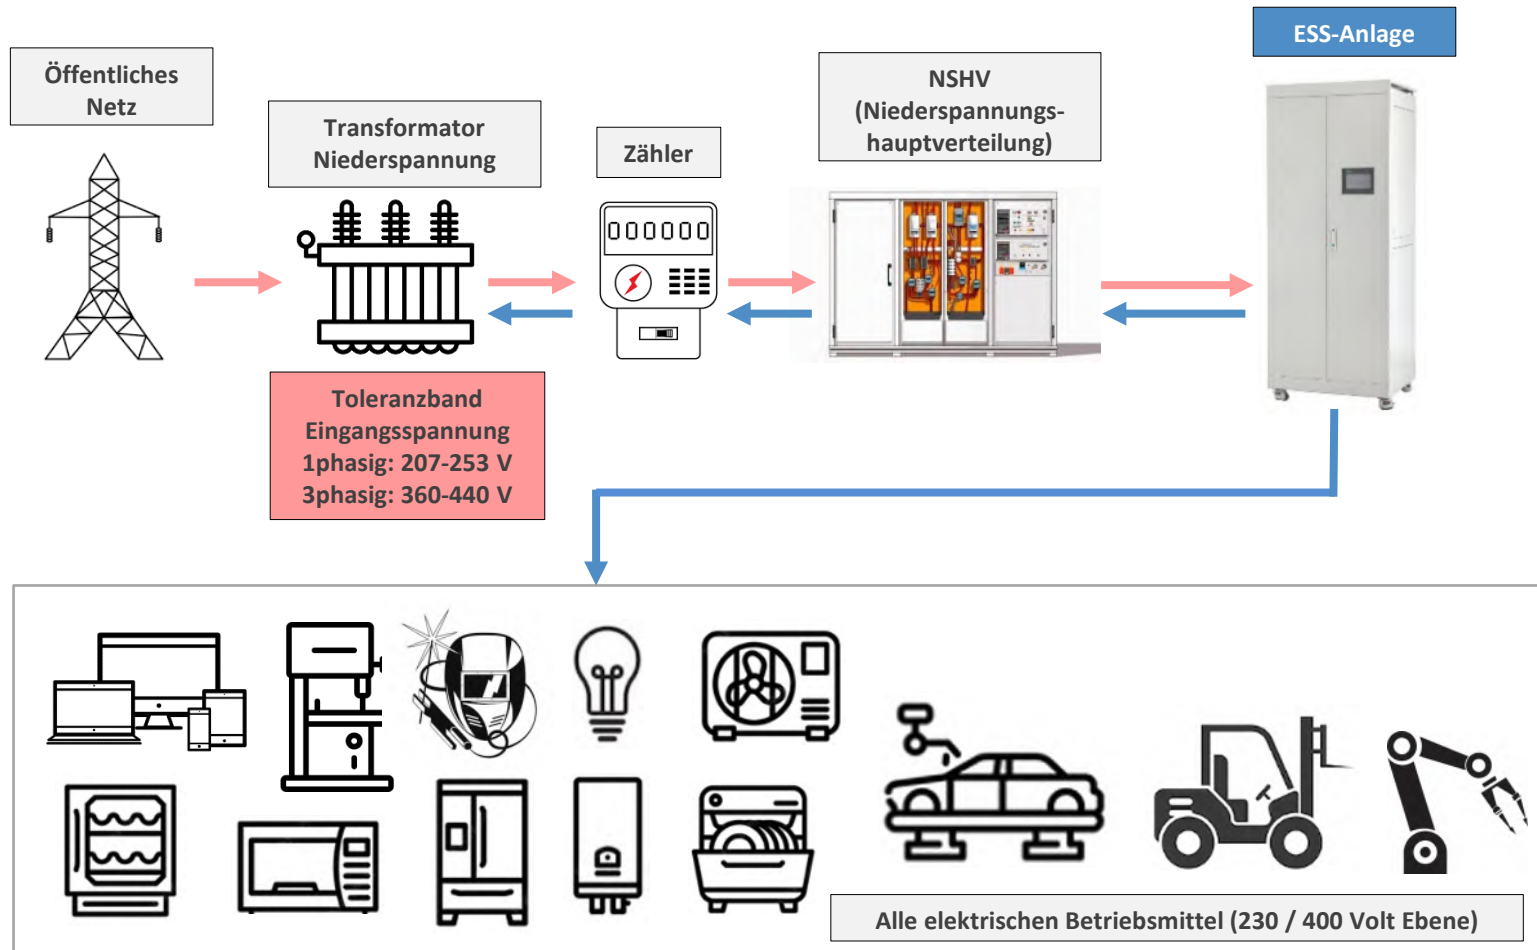 Öffentliches
Netz
Transformator
Niederspannung
Zähler
NSHV
(Niederspannungs-
hauptverteilung)
ESS-Anlage
000000
Toleranzband
Eingangsspannung
1phasig: 207-253 V
3phasig: 360-440 V
Alle elektrischen Betriebsmittel (230 / 400 Volt Ebene)